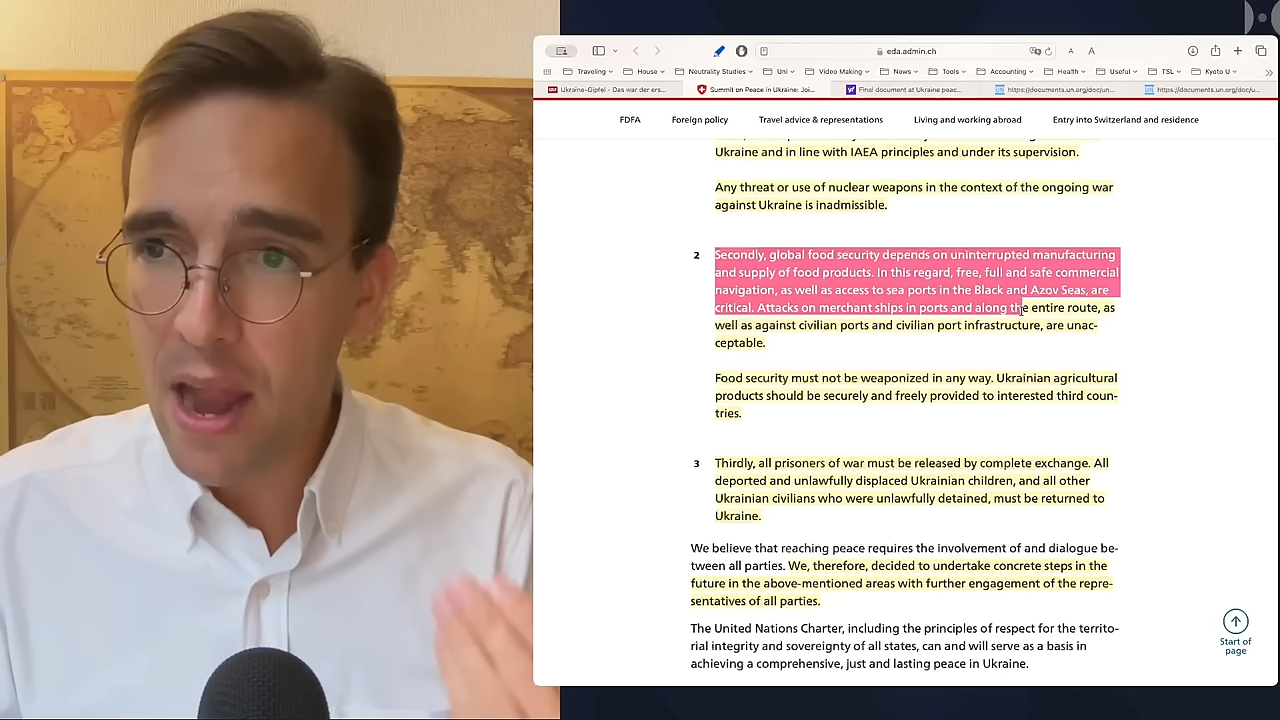 eda.admin.ch
A A
Traveling House Neutrality Studies Uni Video Making News Tools Accounting Health Useful TSL Kyoto U
Ukraine-Gipfel - Das war der ers... Summit on Peace in Ukraine: Joi... Final document at Ukraine peac... https://documents.un.org/doc/un... https://documents.un.org/doc/u...
FDFA Foreign policy Travel advice & representations Living and working abroad Entry into Switzerland and residence
Ukraine and in line with IAEA principles and under its supervision.
Any threat or use of nuclear weapons in the context of the ongoing war
against Ukraine is inadmissible.
2 Secondly, global food security depends on uninterrupted manufacturing
and supply of food products. In this regard, free, full and safe commercial
navigation, as well as access to sea ports in the Black and Azov Seas, are
critical. Attacks on merchant ships in ports and along the entire route, as
well as against civilian ports and civilian port infrastructure, are unac-
ceptable.
Food security must not be weaponized in any way. Ukrainian agricultural
products should be securely and freely provided to interested third coun-
tries.
3 Thirdly, all prisoners of war must be released by complete exchange. All
deported and unlawfully displaced Ukrainian children, and all other
Ukrainian civilians who were unlawfully detained, must be returned to
Ukraine.
We believe that reaching peace requires the involvement of and dialogue be-
tween all parties. We, therefore, decided to undertake concrete steps in the
future in the above-mentioned areas with further engagement of the repre-
sentatives of all parties.
The United Nations Charter, including the principles of respect for the territo-
rial integrity and sovereignty of all states, can and will serve as a basis in
achieving a comprehensive, just and lasting peace in Ukraine.
Start of
page